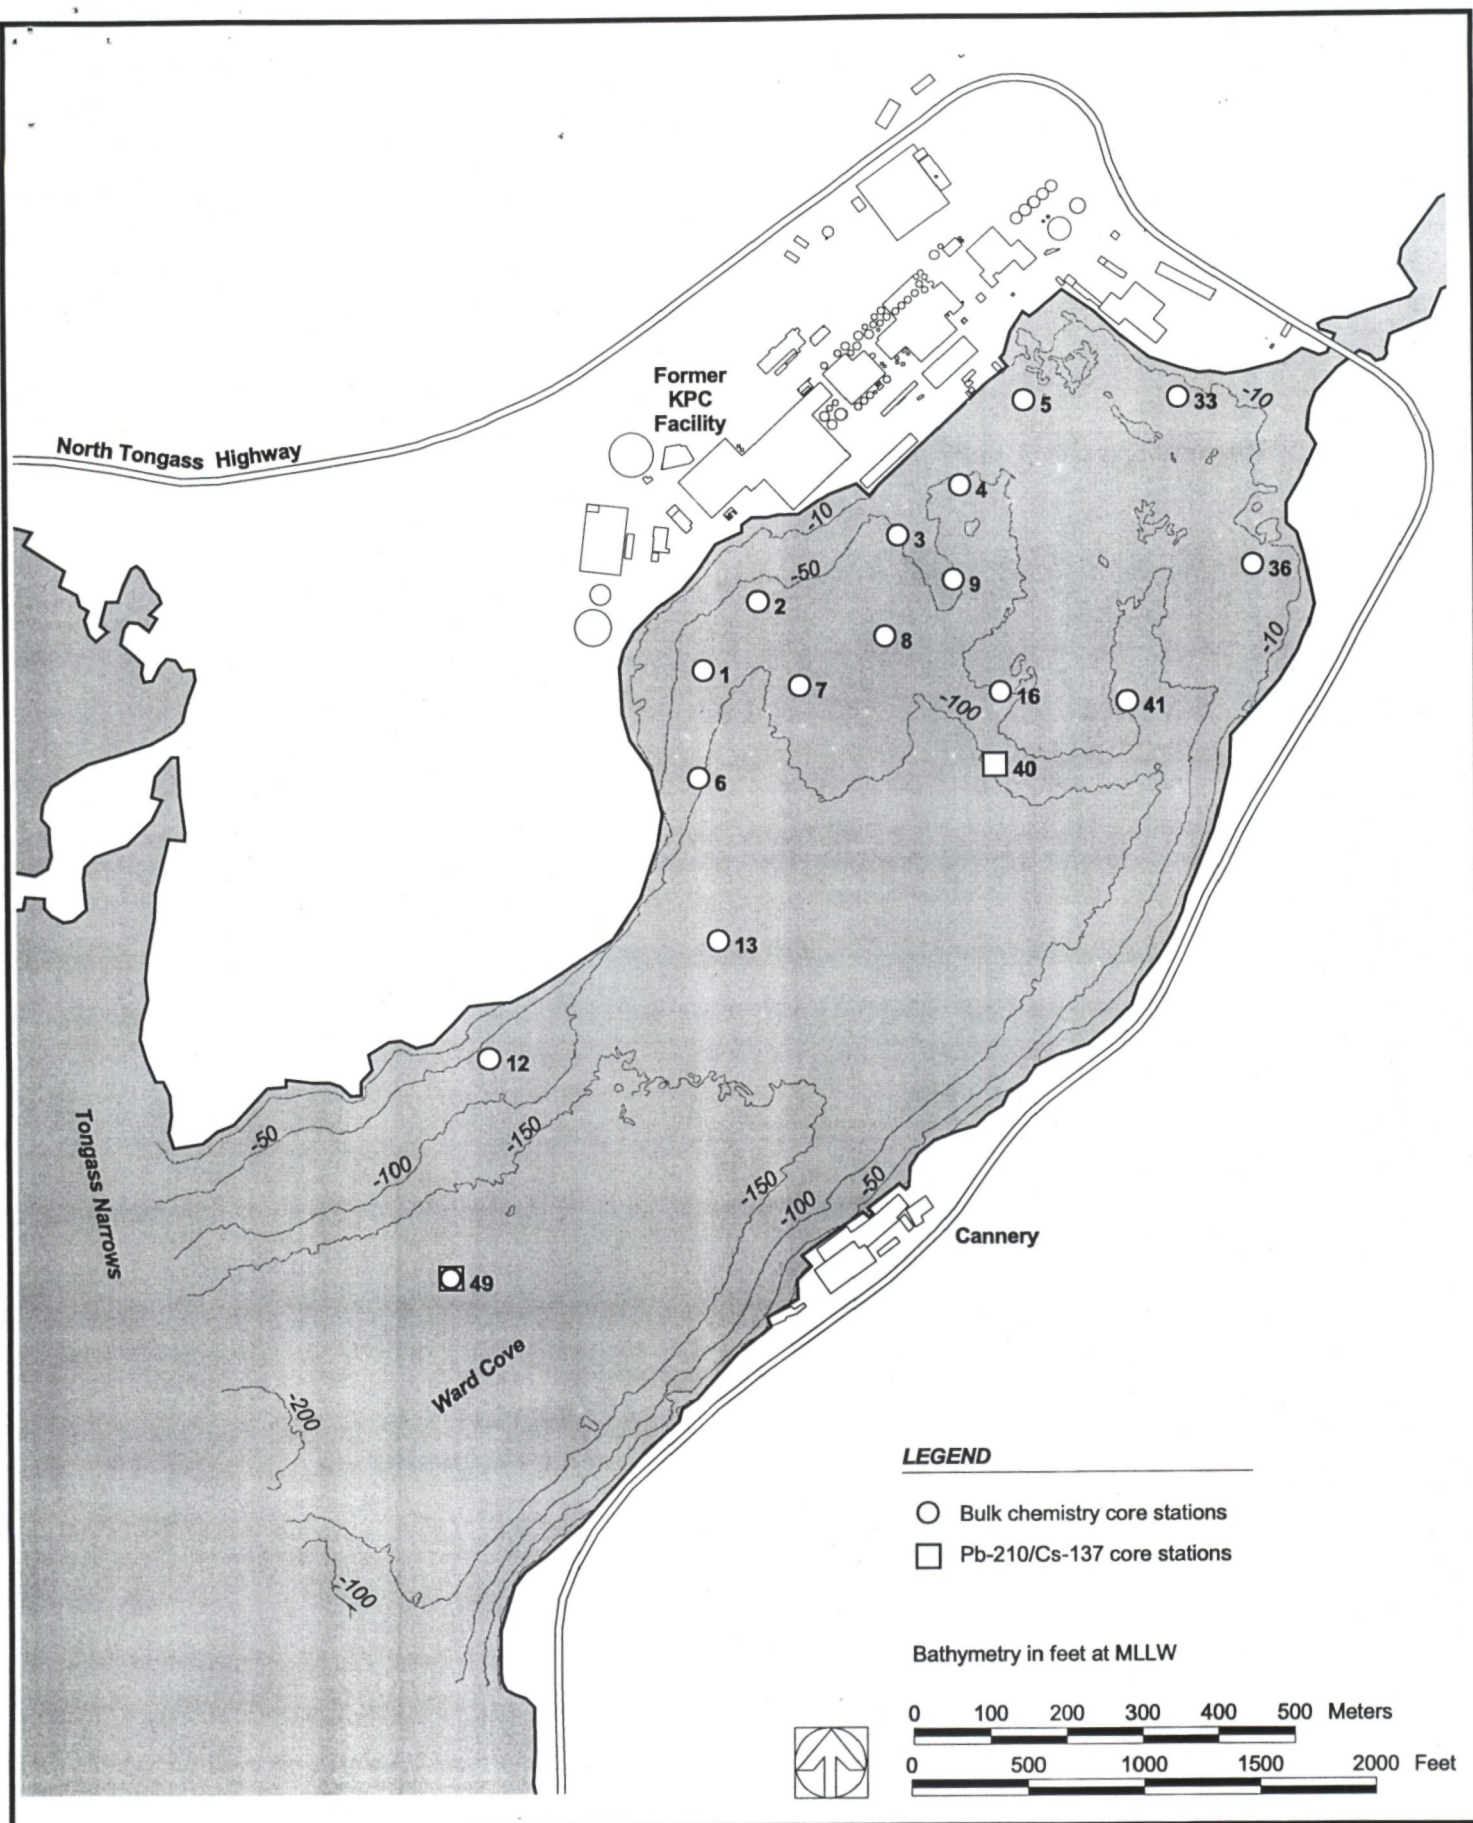 Former
KPC
Facility
North Tongass Highway
5
33
-10
4
-10
3
-50
9
36
2
8
-10
1
7
16
-100
41
40
6
13
12
-50
-150
-100
-150
-50
-100
Tongass Narrows
Cannery
49
Ward Cove
-200
-100
LEGEND
Bulk chemistry core stations
Pb-210/Cs-137 core stations
Bathymetry in feet at MLLW
0 100 200 300 400 500 Meters
0 500 1000 1500 2000 Feet